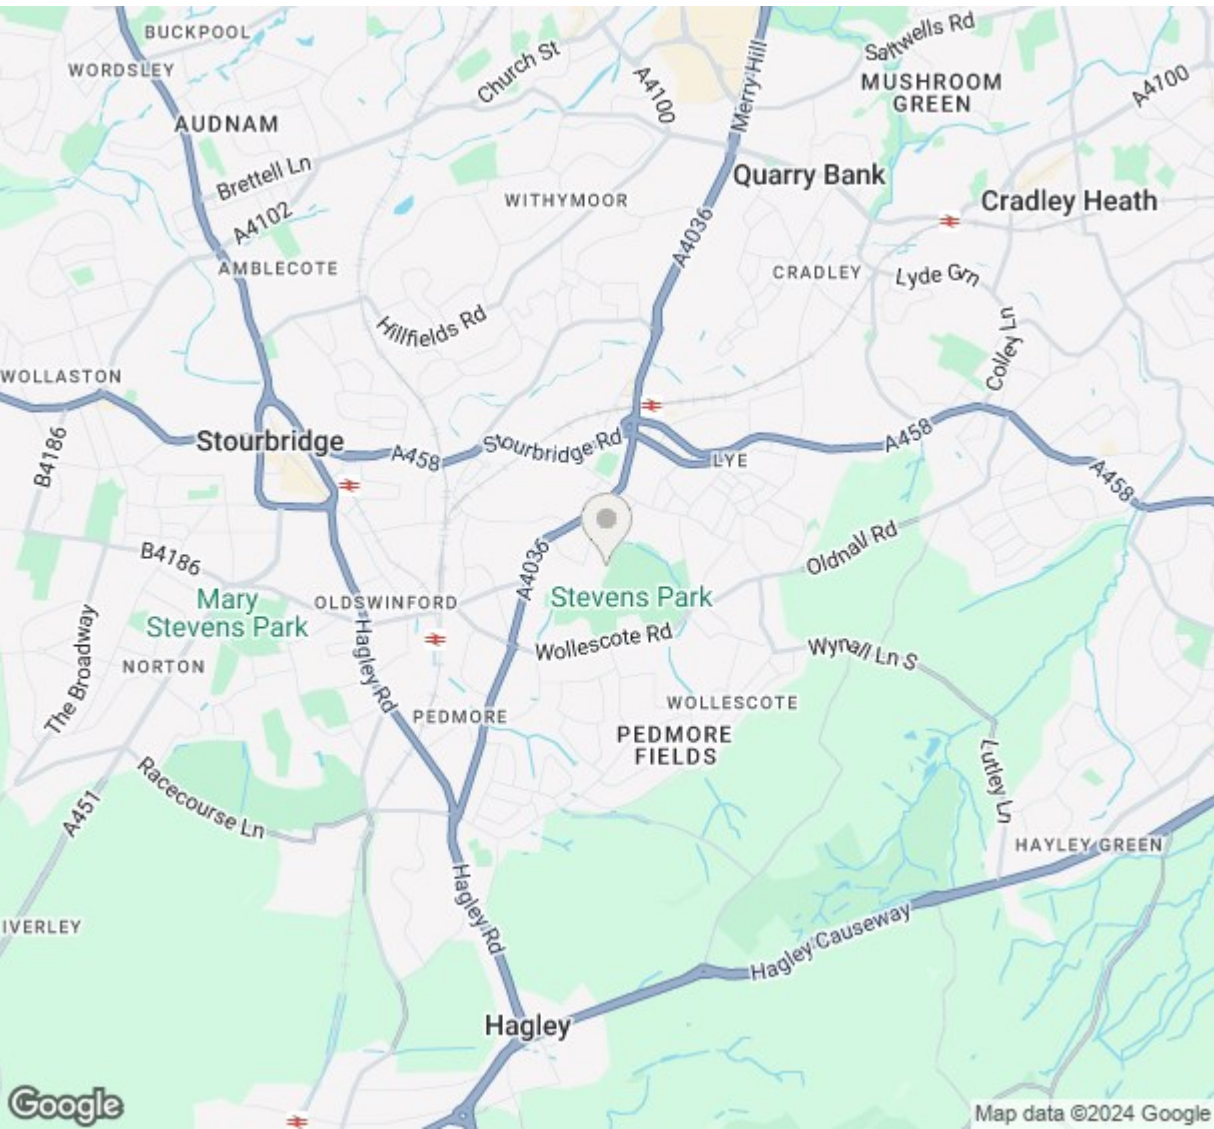 BUCKPOOL
WORDSLEY
Church St
A4100
Merry Hill
Saltwells Rd
MUSHROOM
GREEN
A4100
AUDNAM
Brettell Ln
A4102
WITHYMOOR
Quarry Bank
Cradley Heath
A4036
AMBLECOTE
CRADLEY
Lyde Grn
Hillfields Rd
Colley Ln
WOLLASTON
B4186
Stourbridge
A458
Stourbridge Rd
LYE
A458
A458
B4186
A4036
Oldnall Rd
Mary
Stevens Park
OLDSWINFORD
Stevens Park
The Broadway
NORTON
Hagley Rd
Wollescote Rd
Wynall Ln S
PEDMORE
WOLLESCOTE
PEDMORE
FIELDS
Lutley Ln
A451
Racecourse Ln
HAYLEY GREEN
Hagley Rd
IVERLEY
Hagley Causeway
Hagley
Google
Map data ©2024 Google